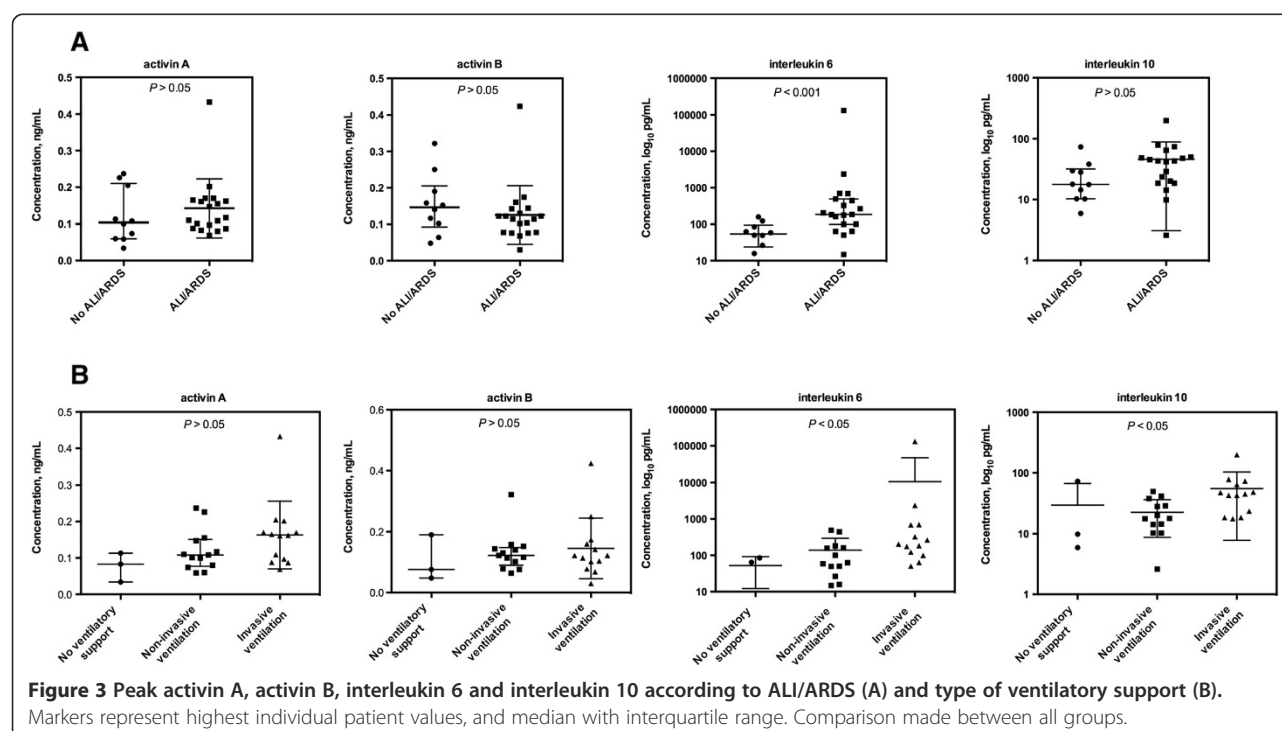 A
activin A
Concentration, ng/mL
0.5
0.4
0.3
0.2
0.1
0.0
P > 0.05
No ALI/ARDS
ALI/ARDS
activin B
Concentration, ng/mL
0.5
0.4
0.3
0.2
0.1
0.0
P > 0.05
No ALI/ARDS
ALI/ARDS
interleukin 6
Concentration, log10 pg/mL
1000000
100000
10000
1000
100
10
P < 0.001
No ALI/ARDS
ALI/ARDS
interleukin 10
Concentration, log10 pg/mL
1000
100
10
1
P > 0.05
No ALI/ARDS
ALI/ARDS
B
activin A
Concentration, ng/mL
0.5
0.4
0.3
0.2
0.1
0.0
P > 0.05
No ventilatory
support
Non-invasive
ventilation
Invasive
ventilation
activin B
Concentration, ng/mL
0.6
0.4
0.2
0.0
P > 0.05
No ventilatory
support
Non-invasive
ventilation
Invasive
ventilation
interleukin 6
Concentration, log10 pg/mL
1000000
100000
10000
1000
100
10
P < 0.05
No ventilatory
support
Non-invasive
ventilation
Invasive
ventilation
interleukin 10
Concentration, log10 pg/mL
1000
100
10
1
P < 0.05
No ventilatory
support
Non-invasive
ventilation
Invasive
ventilation
Figure 3 Peak activin A, activin B, interleukin 6 and interleukin 10 according to ALI/ARDS (A) and type of ventilatory support (B).
Markers represent highest individual patient values, and median with interquartile range. Comparison made between all groups.